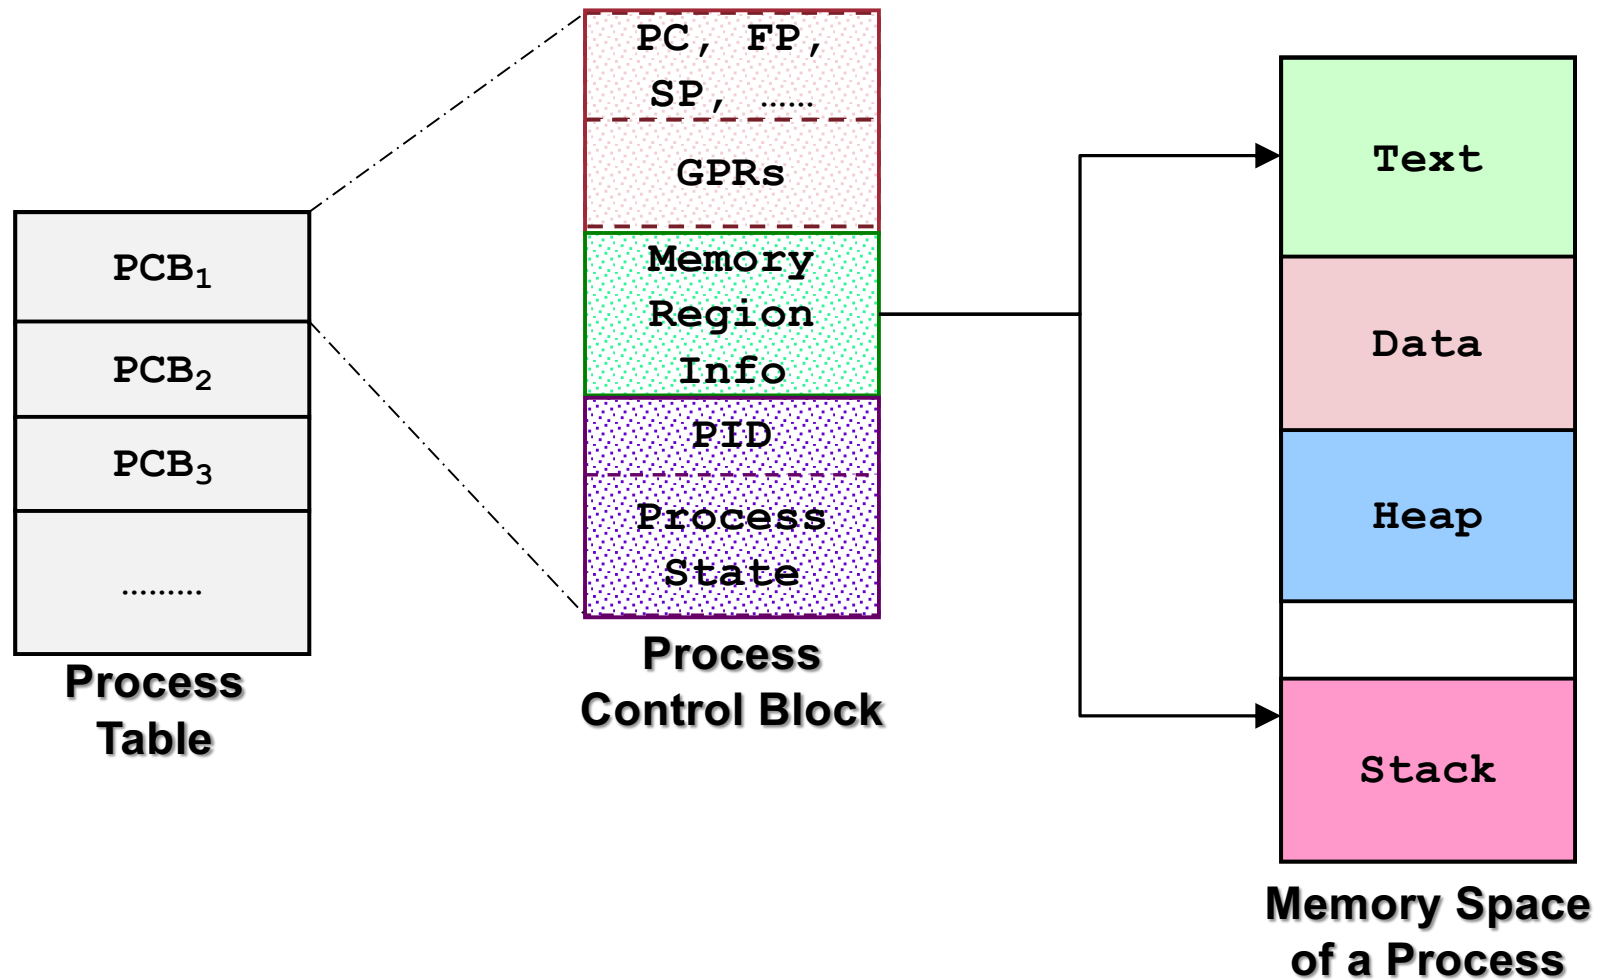 PCB₁
PCB₂
PCB₃
.........
Process
Table
PC, FP,
SP, ......
GPRs
Memory
Region
Info
PID
Process
State
Process
Control Block
Text
Data
Heap
Stack
Memory Space
of a Process